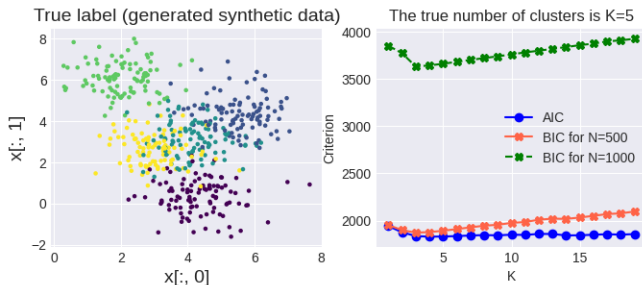 True label (generated synthetic data)
8
6
4
2
0
−2
0
2
4
6
8
x[:, 1]
x[:, 0]
The true number of clusters is K=5
4000
3500
3000
2500
2000
Criterion
AIC
BIC for N=500
BIC for N=1000
5
10
15
K